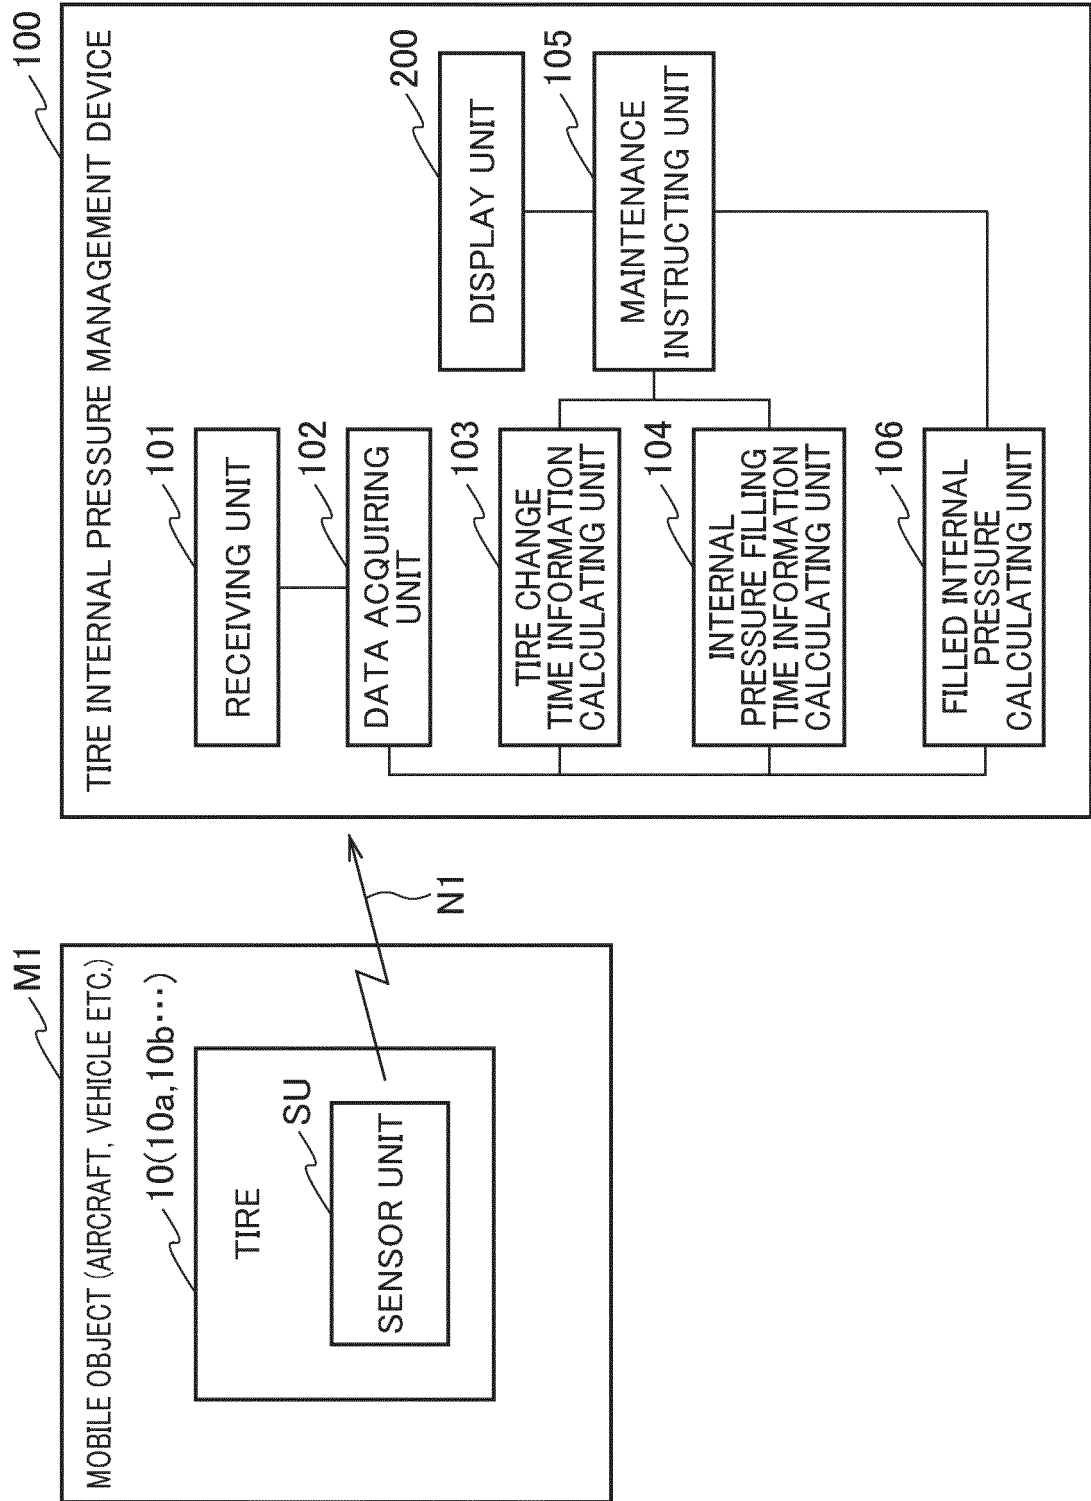 M1
MOBILE OBJECT (AIRCRAFT, VEHICLE ETC.)
10(10a,10b⋯)
TIRE
SU
SENSOR UNIT
N1
100
TIRE INTERNAL PRESSURE MANAGEMENT DEVICE
101
RECEIVING UNIT
102
DATA ACQUIRING
UNIT
103
TIRE CHANGE
TIME INFORMATION
CALCULATING UNIT
104
INTERNAL
PRESSURE FILLING
TIME INFORMATION
CALCULATING UNIT
106
FILLED INTERNAL
PRESSURE
CALCULATING UNIT
200
DISPLAY UNIT
105
MAINTENANCE
INSTRUCTING UNIT